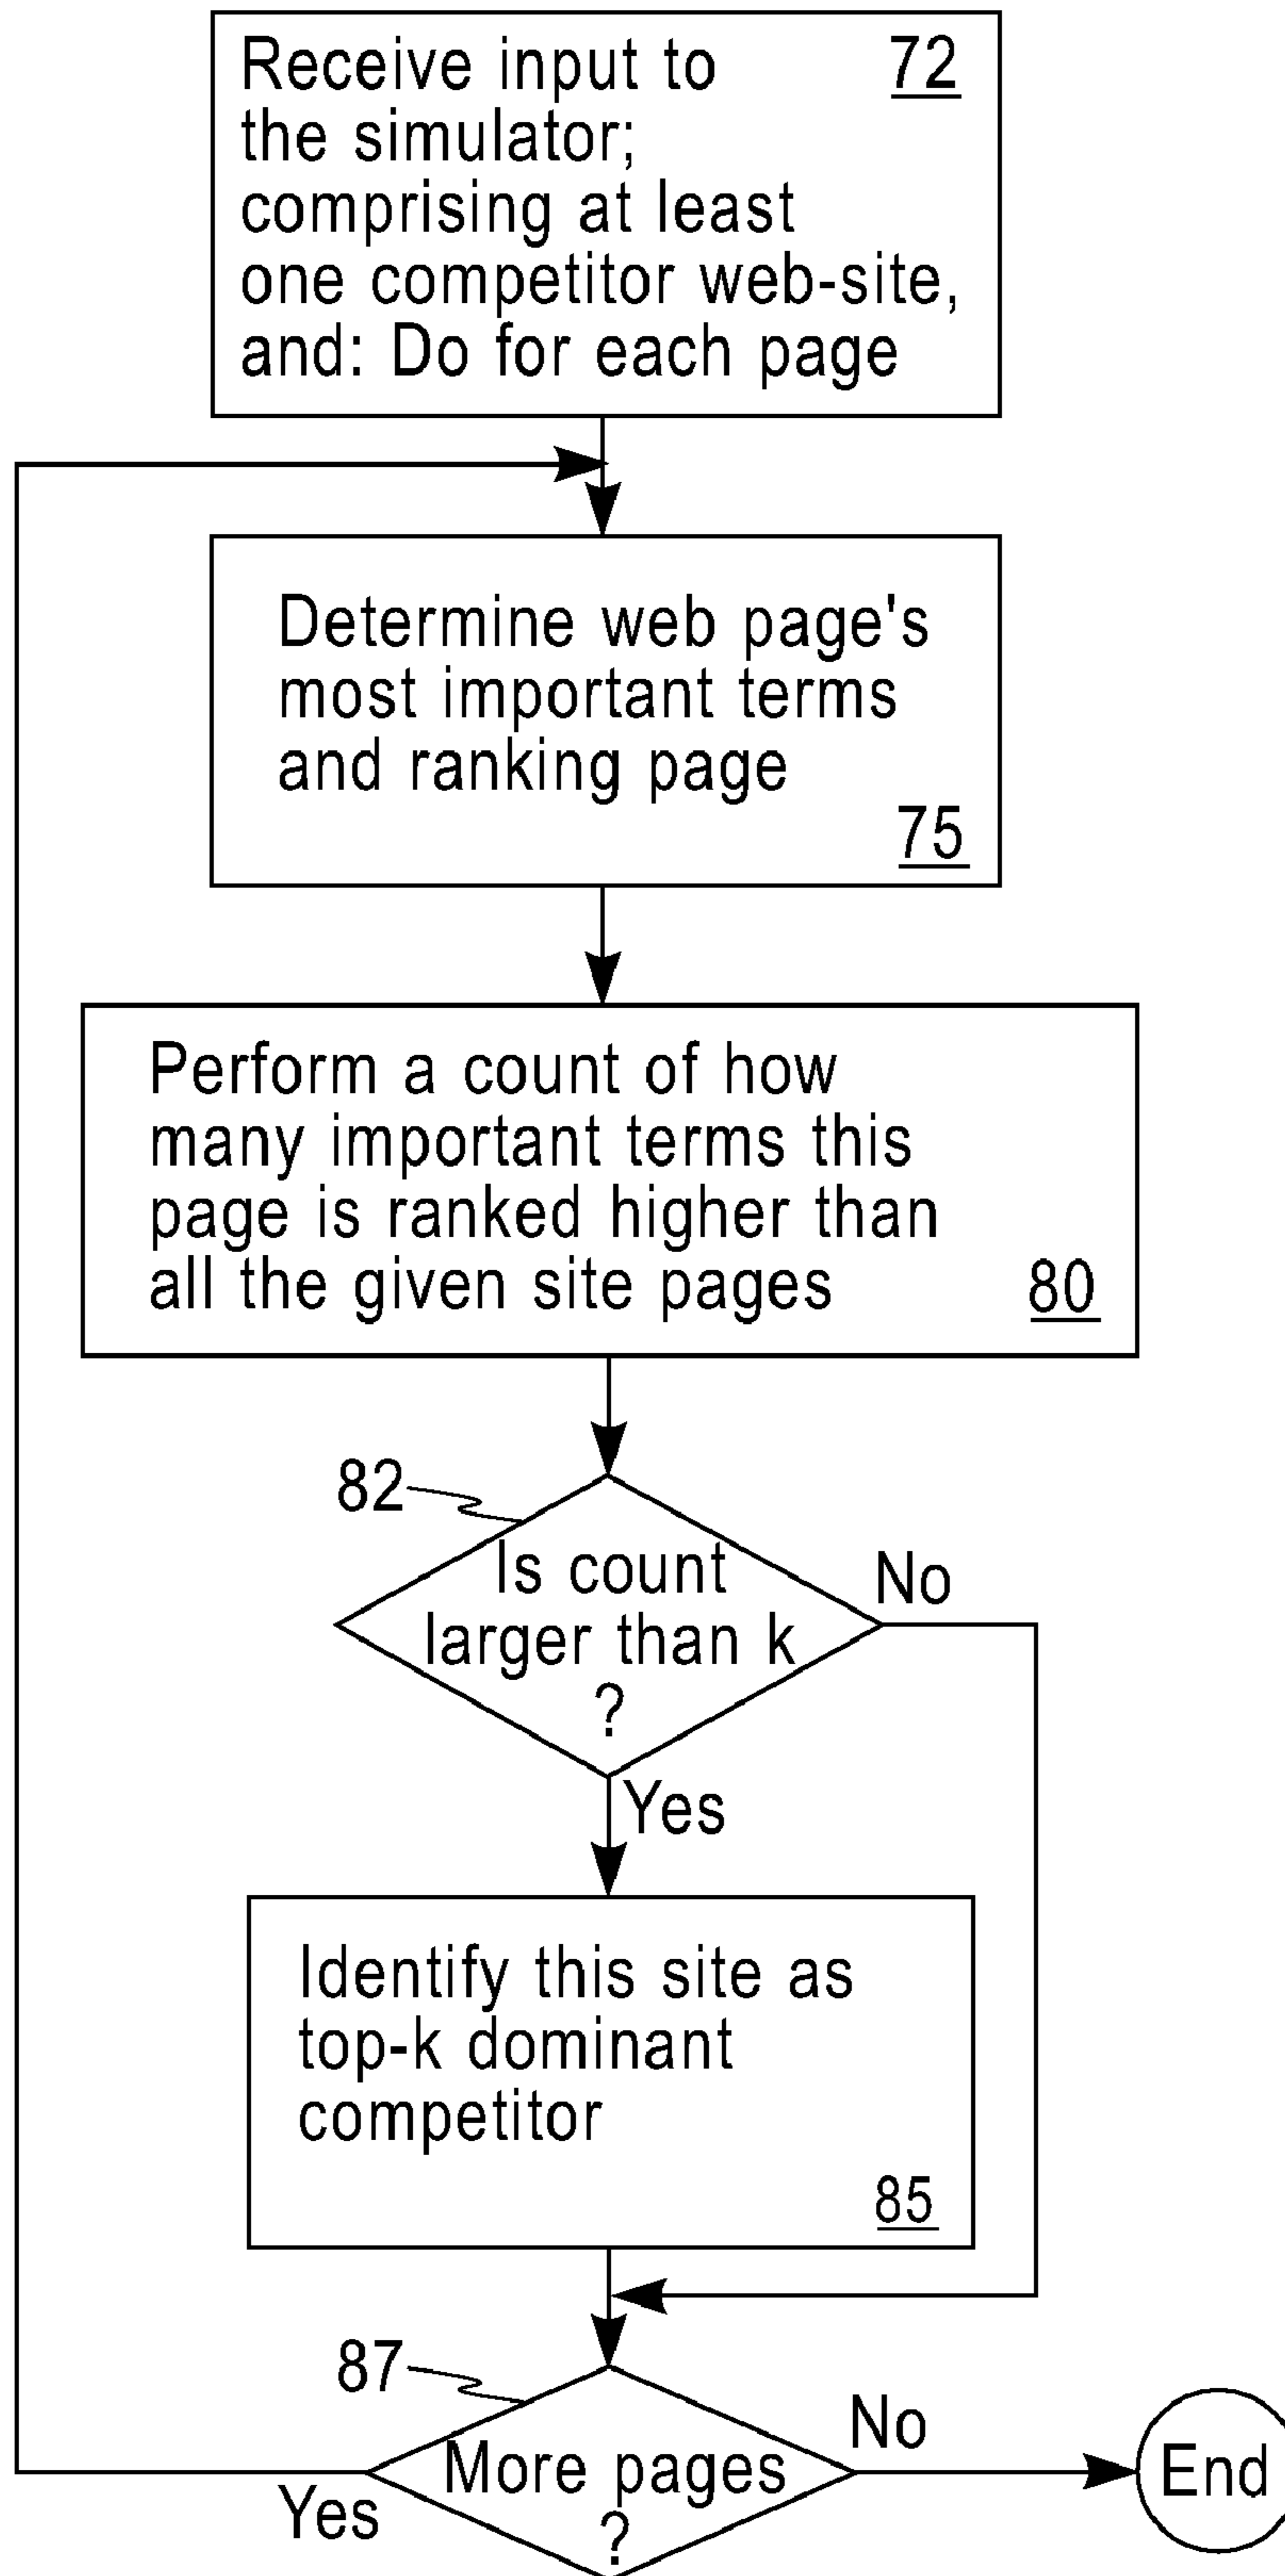 Receive input to 72
the simulator;
comprising at least
one competitor web-site,
and: Do for each page
Determine web page's
most important terms
and ranking page
75
Perform a count of how
many important terms this
page is ranked higher than
all the given site pages 80
82
Is count
larger than k
?
No
Yes
Identify this site as
top-k dominant
competitor
85
87
More pages
?
No
Yes
End